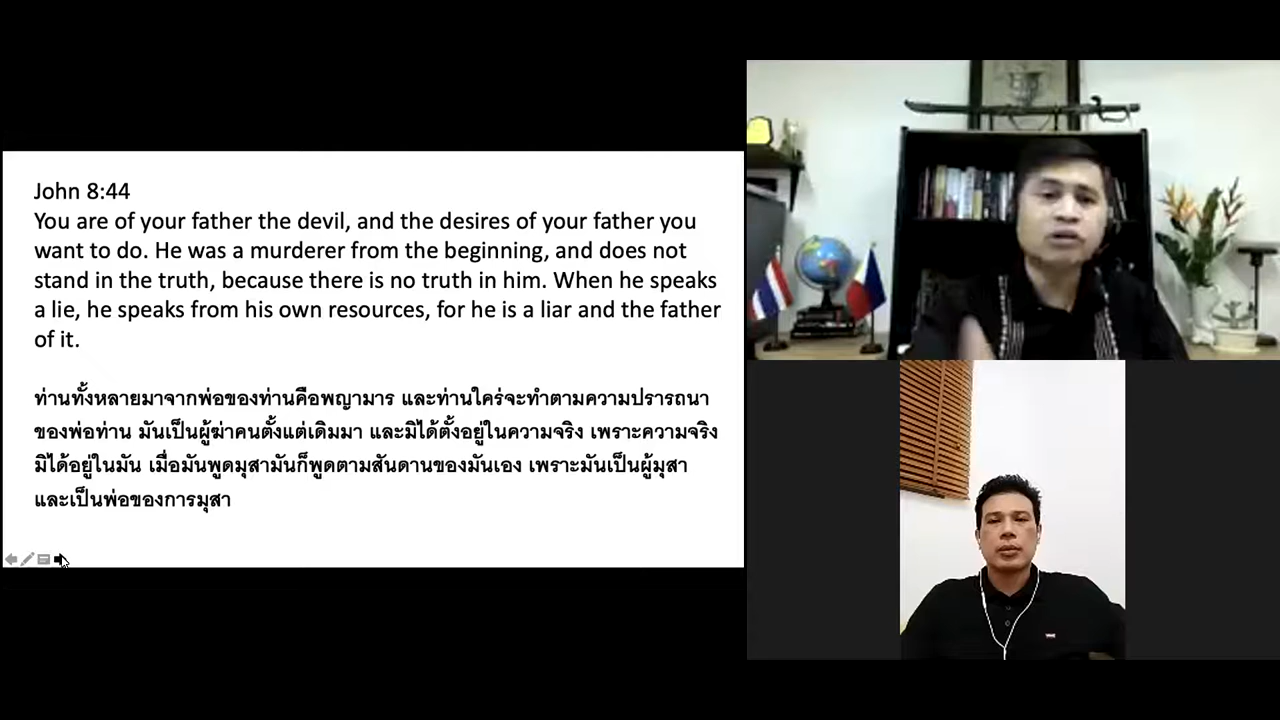 John 8:44
You are of your father the devil, and the desires of your father you
want to do. He was a murderer from the beginning, and does not
stand in the truth, because there is no truth in him. When he speaks
a lie, he speaks from his own resources, for he is a liar and the father
of it.
ท่านทั้งหลายมาจากพ่อของท่านคือพญามาร และท่านใคร่จะทำตามความปรารถนา
ของพ่อท่าน มันเป็นผู้ฆ่าคนตั้งแต่เดิมมา และมิได้ตั้งอยู่ในความจริง เพราะความจริง
มิได้อยู่ในมัน เมื่อมันพูดมุสามันก็พูดตามสันดานของมันเอง เพราะมันเป็นผู้มุสา
และเป็นพ่อของการมุสา